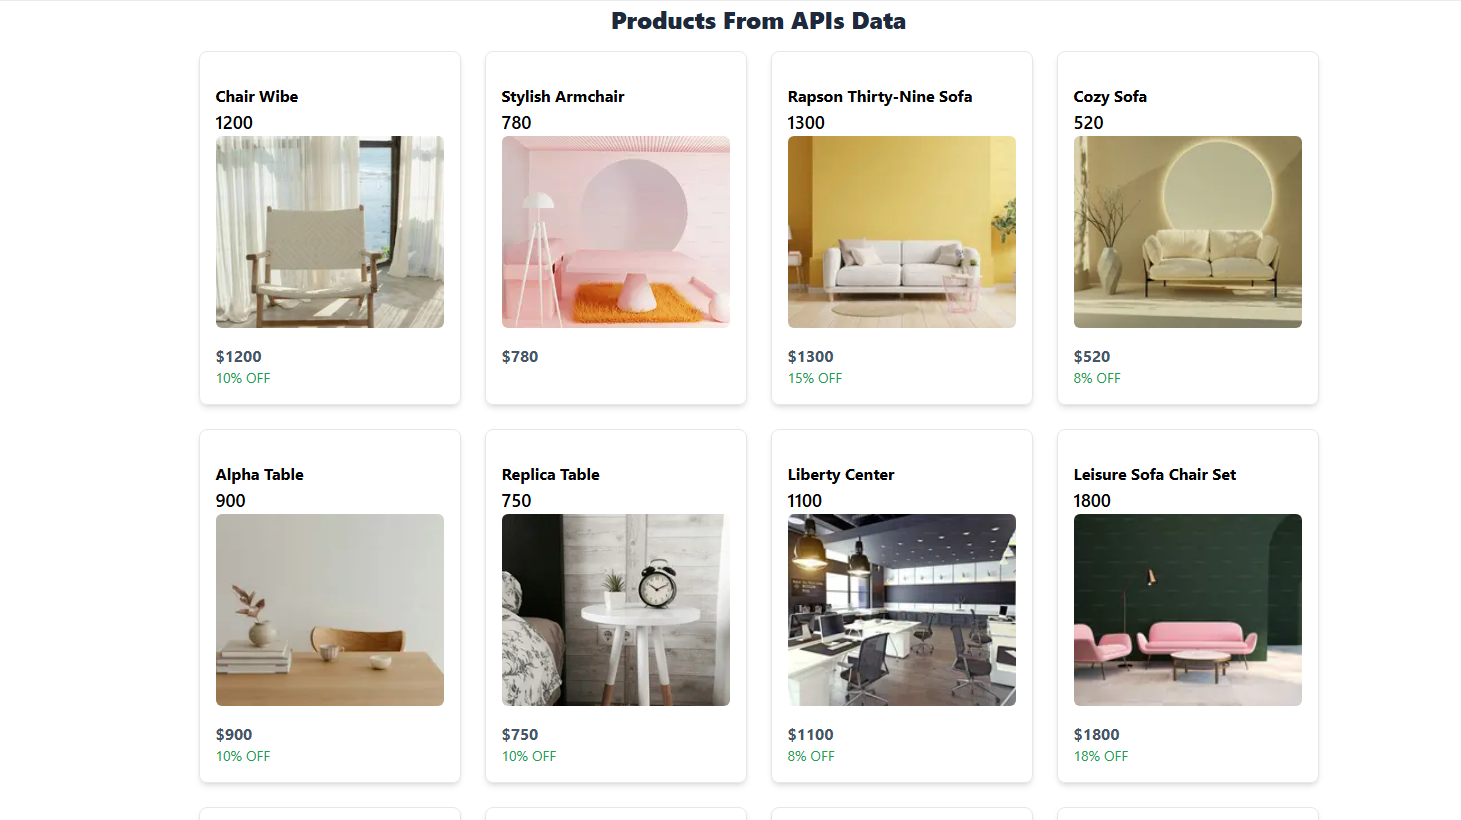 Products From APIs Data
Chair Wibe
1200
$1200
10% OFF
Stylish Armchair
780
$780
Rapson Thirty-Nine Sofa
1300
$1300
15% OFF
Cozy Sofa
520
$520
8% OFF
Alpha Table
900
$900
10% OFF
Replica Table
750
$750
10% OFF
Liberty Center
1100
$1100
8% OFF
Leisure Sofa Chair Set
1800
$1800
18% OFF